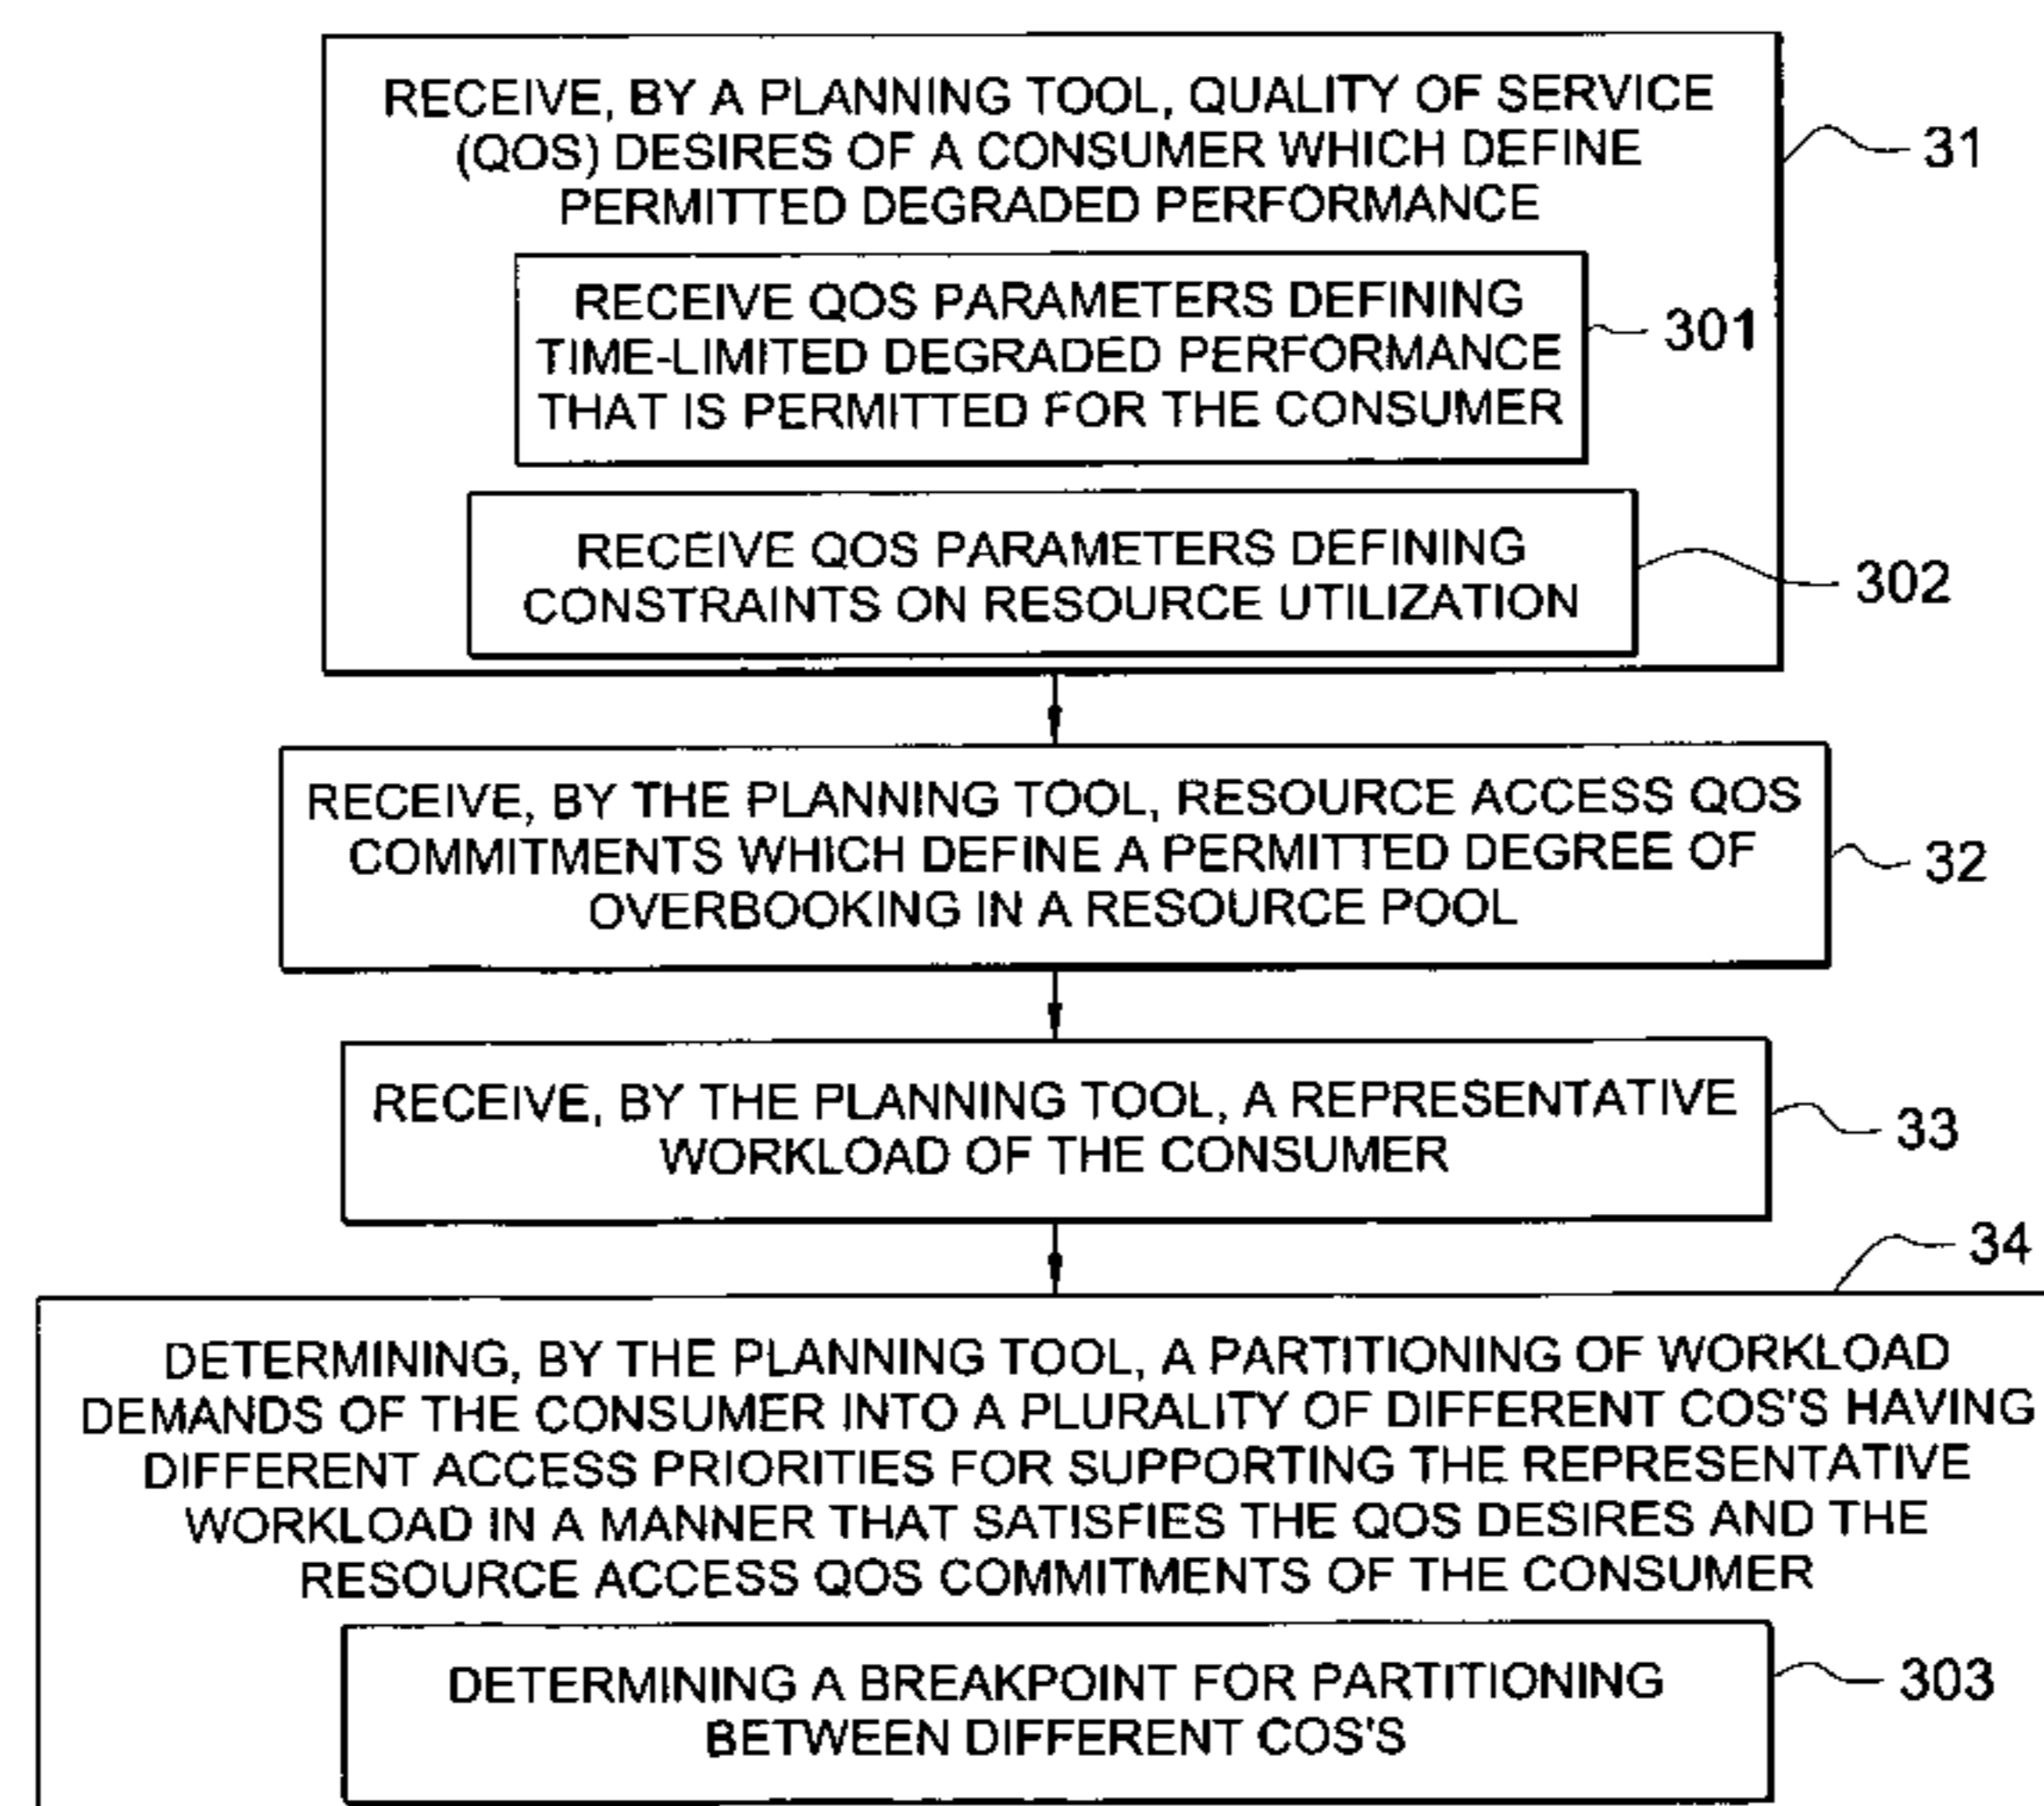 RECEIVE, BY A PLANNING TOOL, QUALITY OF SERVICE
(QOS) DESIRES OF A CONSUMER WHICH DEFINE
PERMITTED DEGRADED PERFORMANCE
31
RECEIVE QOS PARAMETERS DEFINING
TIME-LIMITED DEGRADED PERFORMANCE
THAT IS PERMITTED FOR THE CONSUMER
301
RECEIVE QOS PARAMETERS DEFINING
CONSTRAINTS ON RESOURCE UTILIZATION
302
RECEIVE, BY THE PLANNING TOOL, RESOURCE ACCESS QOS
COMMITMENTS WHICH DEFINE A PERMITTED DEGREE OF
OVERBOOKING IN A RESOURCE POOL
32
RECEIVE, BY THE PLANNING TOOL, A REPRESENTATIVE
WORKLOAD OF THE CONSUMER
33
34
DETERMINING, BY THE PLANNING TOOL, A PARTITIONING OF WORKLOAD
DEMANDS OF THE CONSUMER INTO A PLURALITY OF DIFFERENT COS'S HAVING
DIFFERENT ACCESS PRIORITIES FOR SUPPORTING THE REPRESENTATIVE
WORKLOAD IN A MANNER THAT SATISFIES THE QOS DESIRES AND THE
RESOURCE ACCESS QOS COMMITMENTS OF THE CONSUMER
DETERMINING A BREAKPOINT FOR PARTITIONING
BETWEEN DIFFERENT COS'S
303